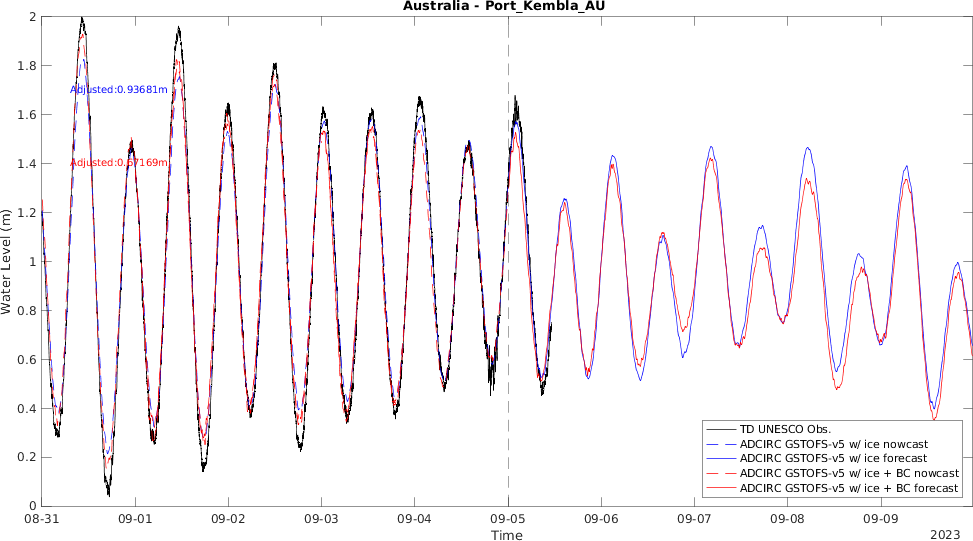 Australia - Port_Kembla_AU
2
1.8
Adjusted:0.93681m
1.6
1.4
Adjusted:0.67169m
1.2
Water Level (m)
1
0.8
0.6
0.4
0.2
0
TD UNESCO Obs.
ADCIRC GSTOFS-v5 w/ ice nowcast
ADCIRC GSTOFS-v5 w/ ice forecast
ADCIRC GSTOFS-v5 w/ ice + BC nowcast
ADCIRC GSTOFS-v5 w/ ice + BC forecast
08-31 09-01 09-02 09-03 09-04 09-05 09-06 09-07 09-08 09-09
Time
2023